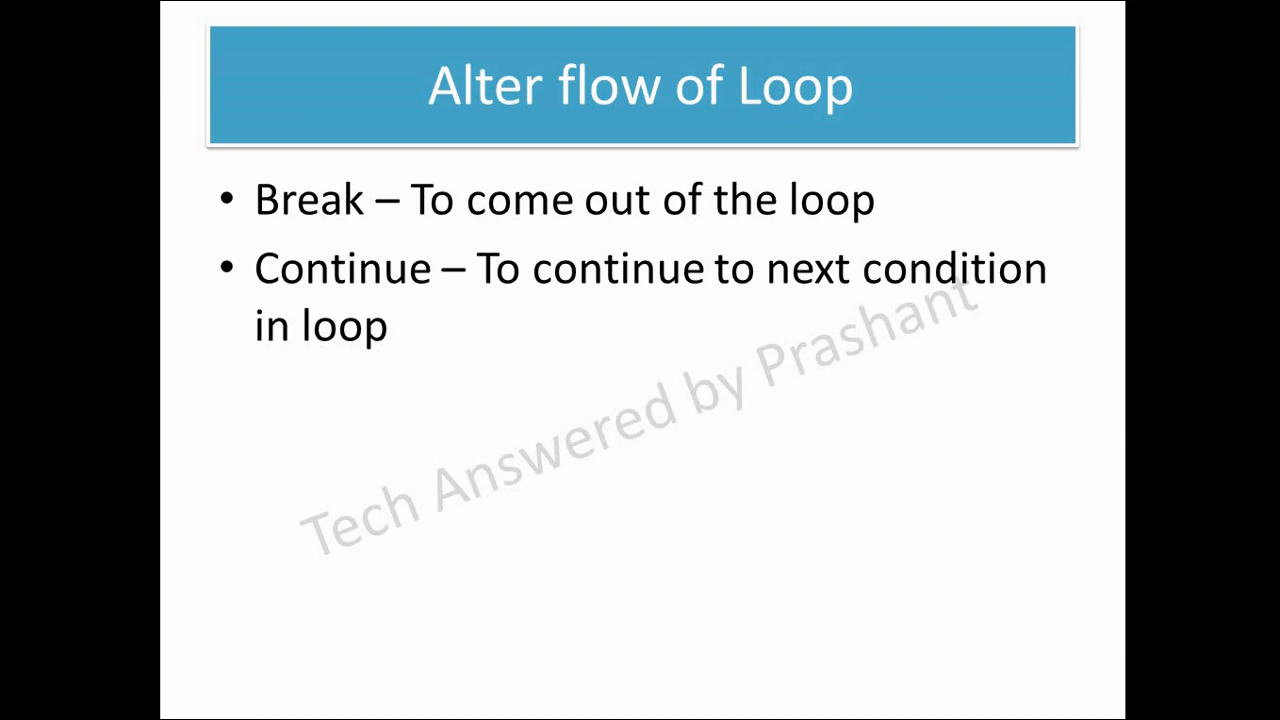 Alter flow of Loop
• Break – To come out of the loop
• Continue – To continue to next condition
in loop
Tech Answered by Prashant